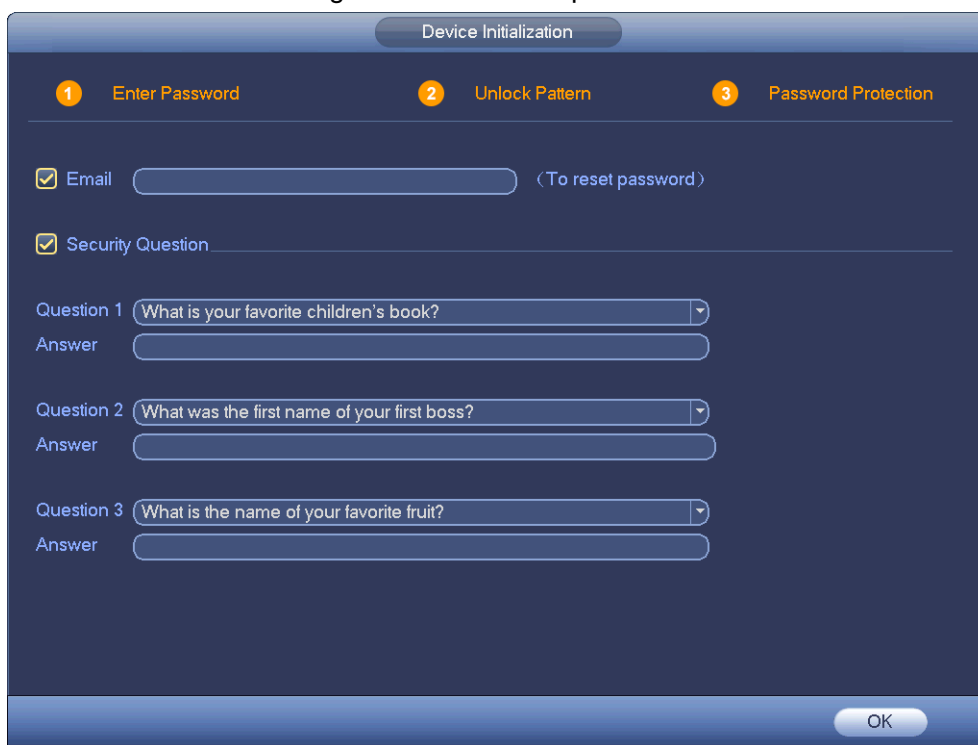 Device Initialization
1 Enter Password 2 Unlock Pattern 3 Password Protection
Email （To reset password）
Security Question
Question 1 What is your favorite children's book?
Answer
Question 2 What was the first name of your first boss?
Answer
Question 3 What is the name of your favorite fruit?
Answer
OK